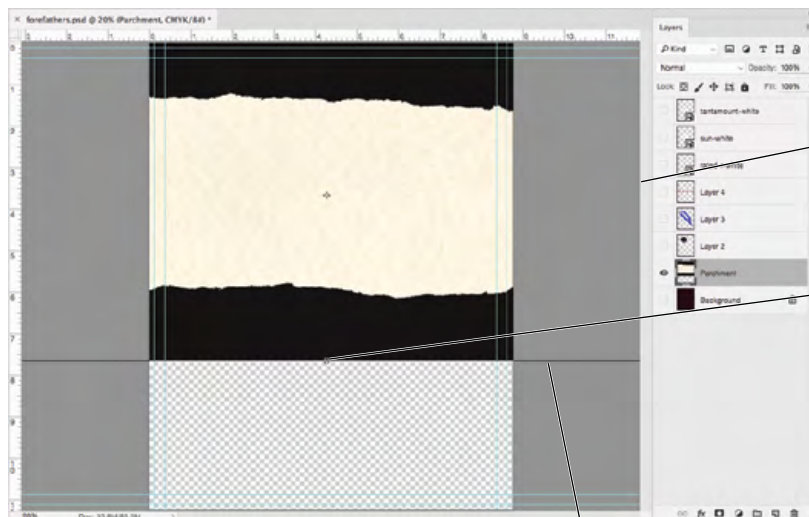 × forefathers.psd @ 20% (Parchment, CMYK/8#) *
Layers
Kind
Normal
Opacity: 100%
Lock:
Fill: 100%
tantamount-white
sun-white
Layer 4
Layer 3
Layer 2
Parchment
Background
20%